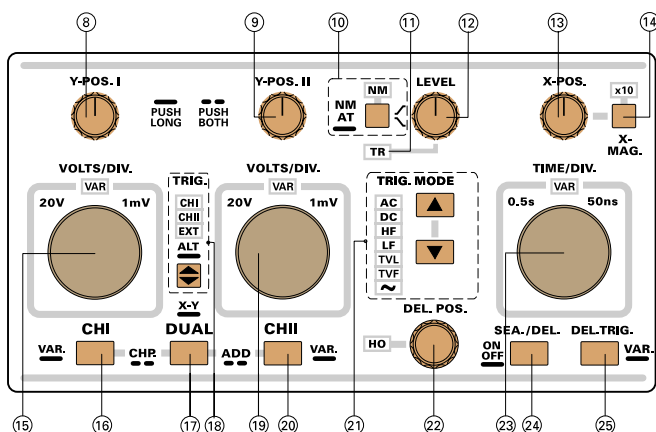 8 9 10 11 12 13 14
Y-POS. I
Y-POS. II
NM
LEVEL
X-POS.
x10
PUSH LONG
PUSH BOTH
NM
AT
TR
X-MAG.
VOLTS/DIV.
VAR
20V 1mV
TRIG.
CHI
CHII
EXT
ALT
X-Y
VOLTS/DIV.
VAR
20V 1mV
TRIG. MODE
AC
DC
HF
LF
TVL
TVF
~
TIME/DIV.
VAR
0.5s 50ns
DEL. POS.
HO
CHI
VAR.
CHP.
DUAL
ADD
CHII
VAR.
SEA./DEL.
ON
OFF
DEL.TRIG.
VAR.
15 16 17 18 19 20 21 22 23 24 25